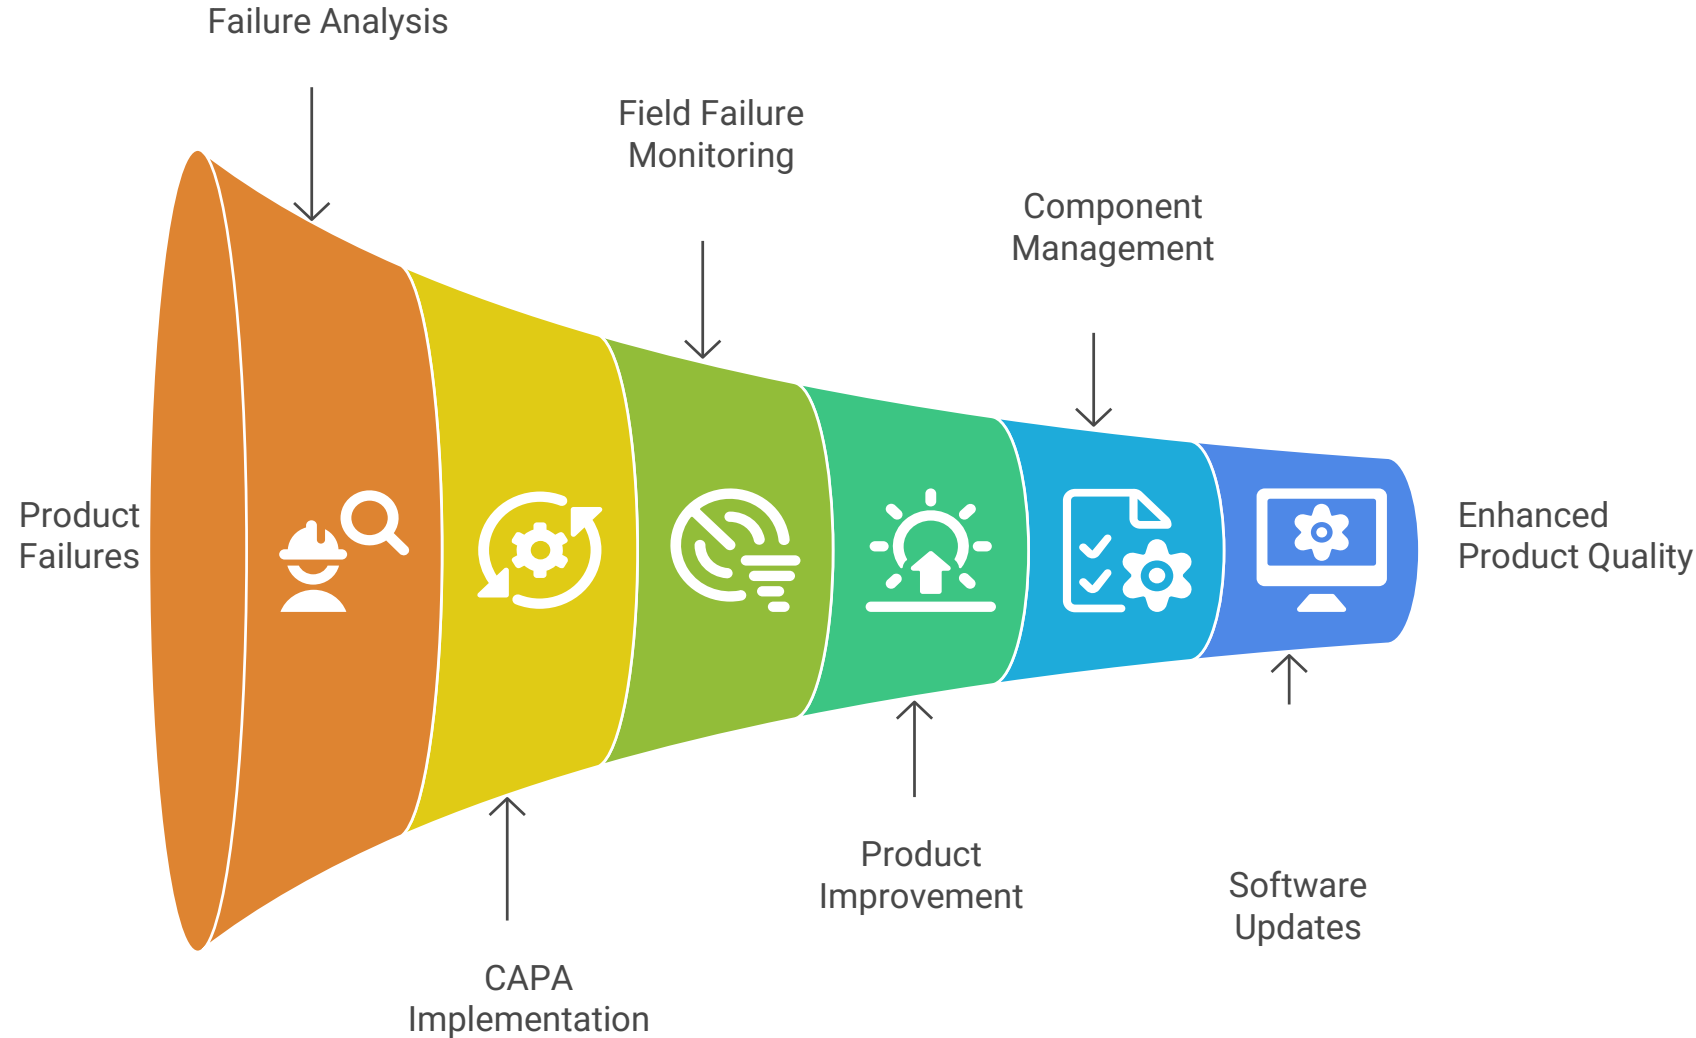 Failure Analysis
Field Failure
Monitoring
Component
Management
Product
Failures
Enhanced
Product Quality
Product
Improvement
Software
Updates
CAPA
Implementation